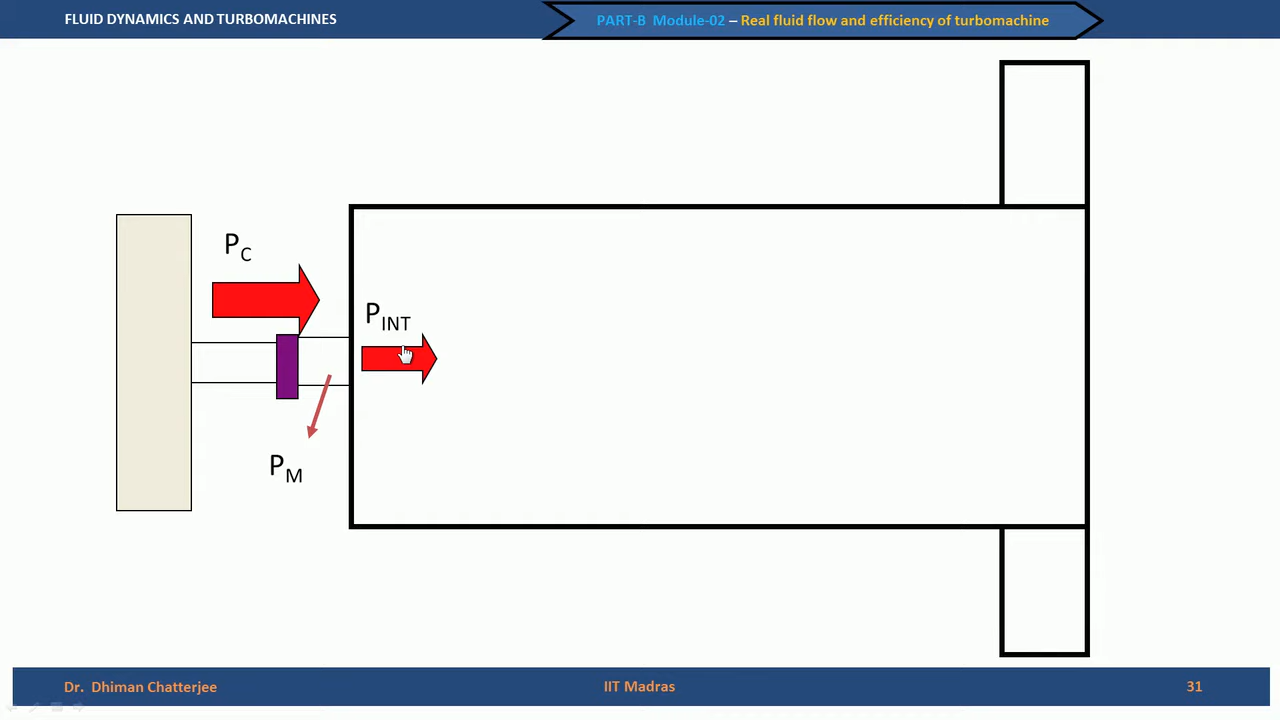 FLUID DYNAMICS AND TURBOMACHINES
PART-B Module-02 – Real fluid flow and efficiency of turbomachine
PC
PINT
PM
Dr. Dhiman Chatterjee
IIT Madras
31